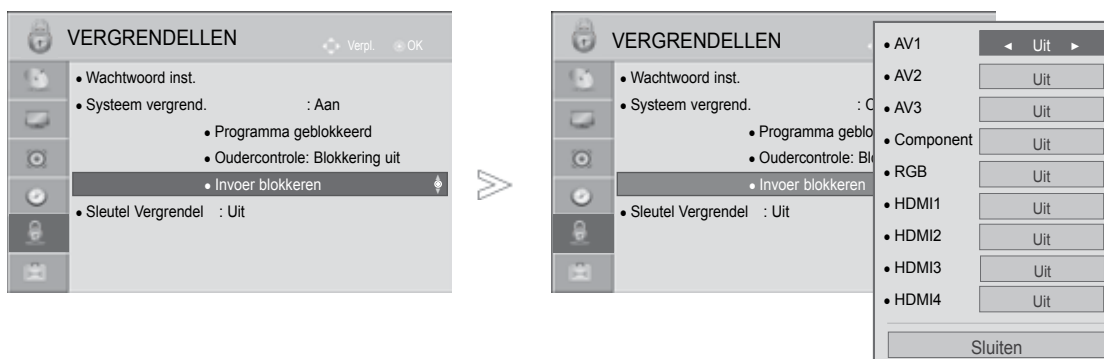 VERGRENDELLEN
Verpl. OK
• Wachtwoord inst.
• Systeem vergrend. : Aan
• Programma geblokkeerd
• Oudercontrole: Blokkering uit
• Invoer blokkeren
• Sleutel Vergrendel : Uit
VERGRENDELLEN
• Wachtwoord inst.
• Systeem vergrend. :
• Programma geblo
• Oudercontrole: Bl
• Invoer blokkeren
• Sleutel Vergrendel : Uit
• AV1 ◄ Uit ►
• AV2 Uit
• AV3 Uit
• Component Uit
• RGB Uit
• HDMI1 Uit
• HDMI2 Uit
• HDMI3 Uit
• HDMI4 Uit
Sluiten